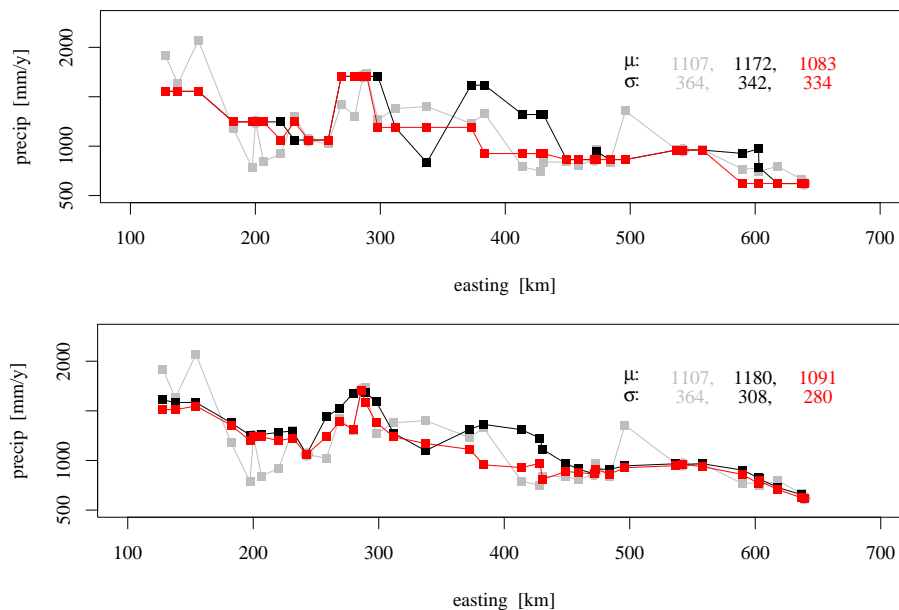 2000
μ: 1107, 1172, 1083
σ: 364, 342, 334
precip [mm/y]
1000
500
100 200 300 400 500 600 700
easting [km]
2000
μ: 1107, 1180, 1091
σ: 364, 308, 280
precip [mm/y]
1000
500
100 200 300 400 500 600 700
easting [km]